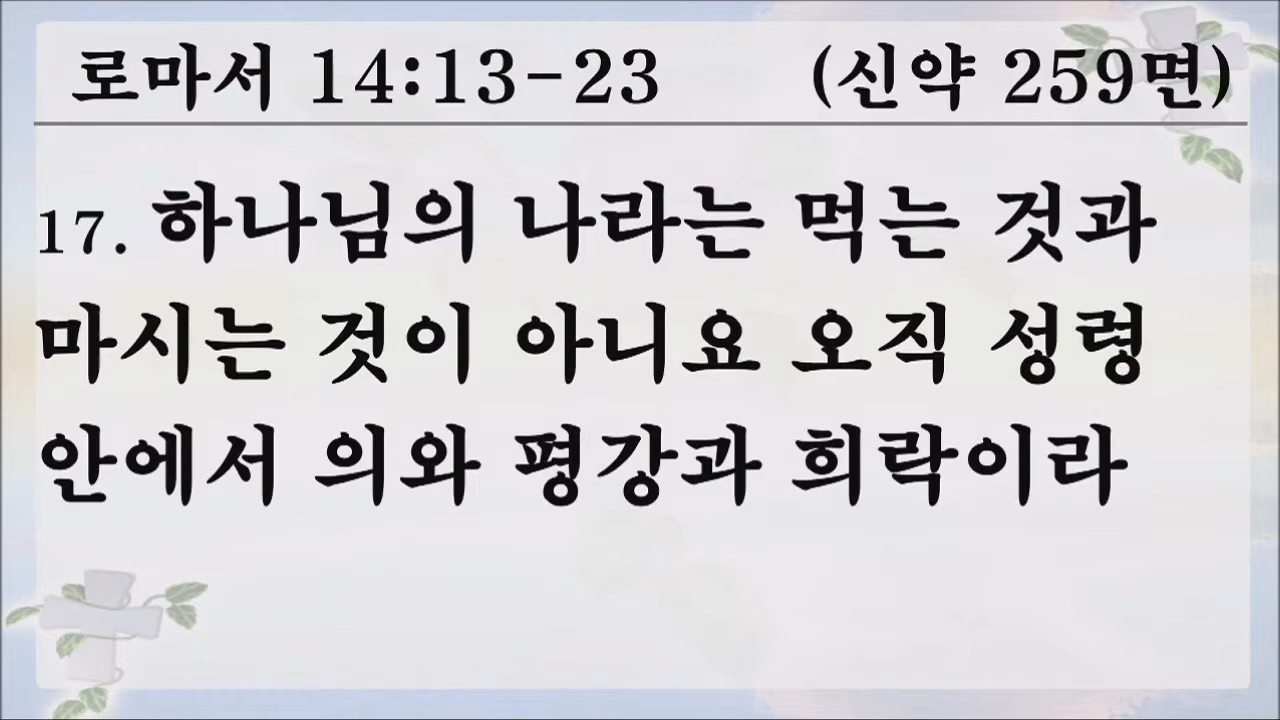 로마서 14:13-23 (신약 259면)
17. 하나님의 나라는 먹는 것과
마시는 것이 아니요 오직 성령
안에서 의와 평강과 희락이라